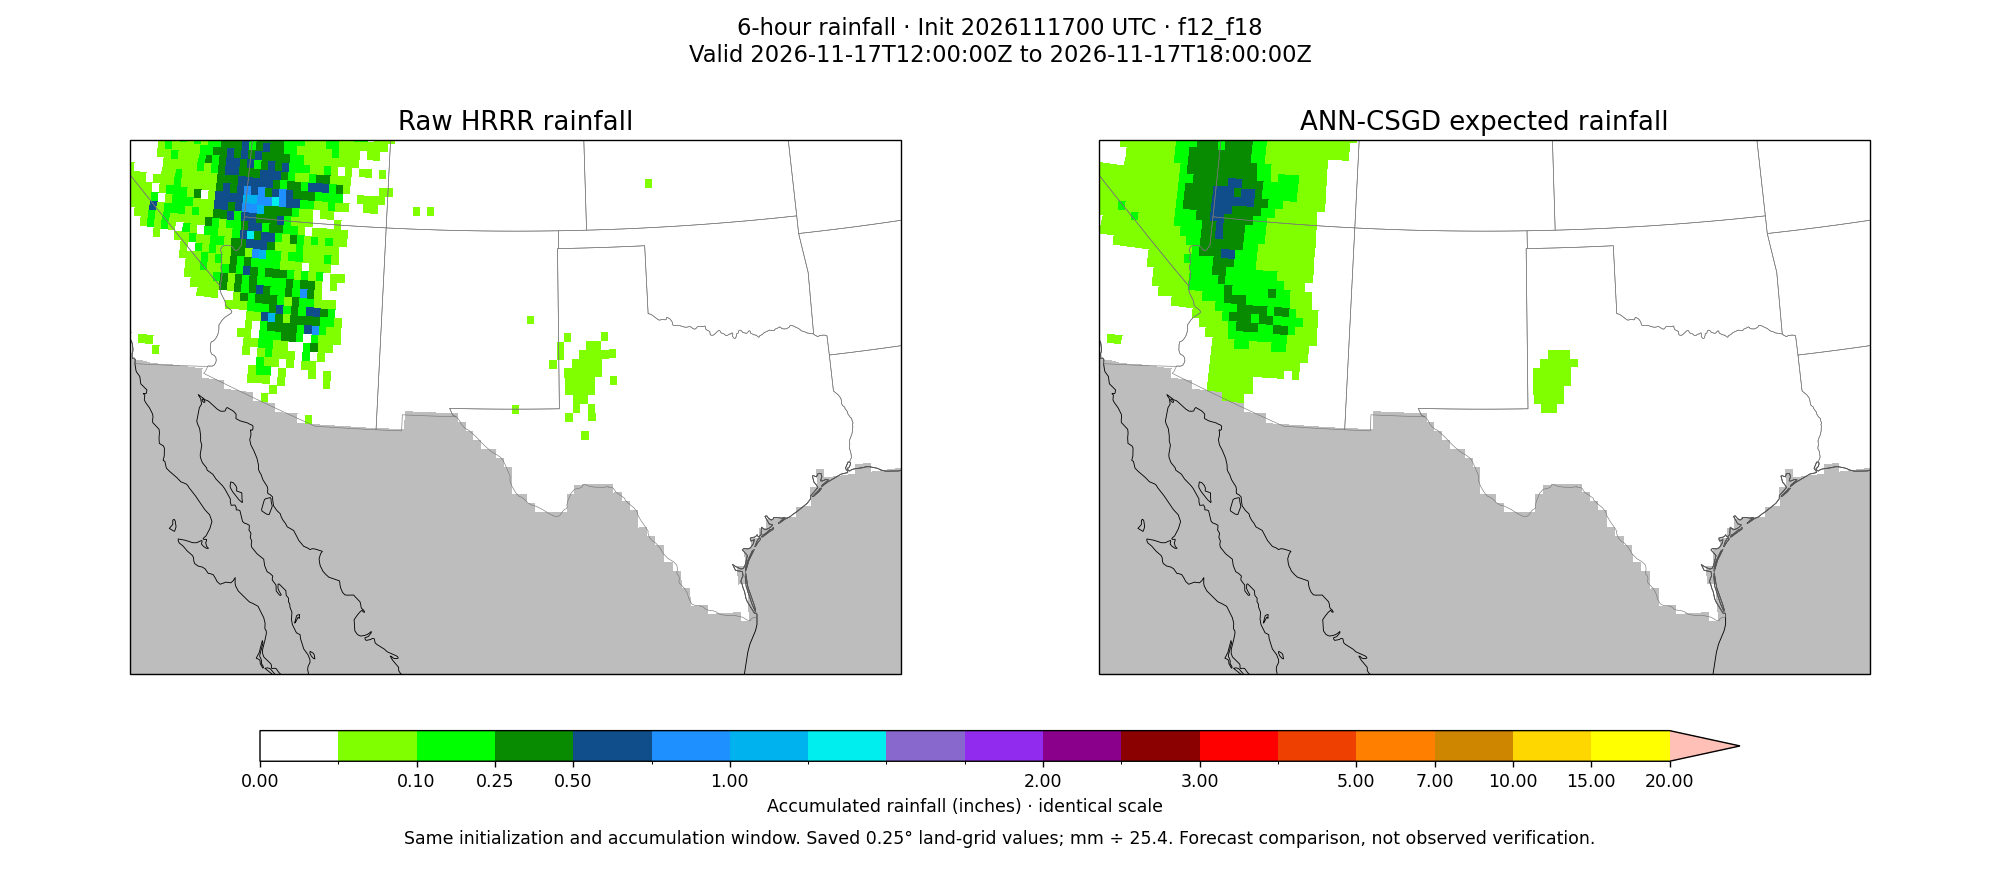 6-hour rainfall · Init 2026111700 UTC · f12_f18
Valid 2026-11-17T12:00:00Z to 2026-11-17T18:00:00Z
Raw HRRR rainfall
ANN-CSGD expected rainfall
0.00 0.10 0.25 0.50 1.00 2.00 3.00 5.00 7.00 10.00 15.00 20.00
Accumulated rainfall (inches) · identical scale
Same initialization and accumulation window. Saved 0.25° land-grid values; mm ÷ 25.4. Forecast comparison, not observed verification.